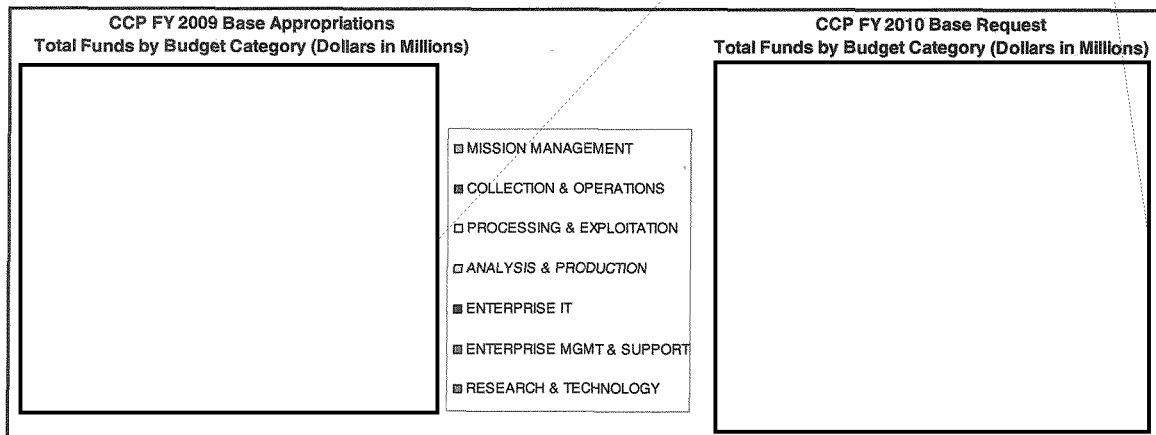 CCP FY 2009 Base Appropriations
Total Funds by Budget Category (Dollars in Millions)
MISSION MANAGEMENT
COLLECTION & OPERATIONS
PROCESSING & EXPLOITATION
ANALYSIS & PRODUCTION
ENTERPRISE IT
ENTERPRISE MGMT & SUPPORT
RESEARCH & TECHNOLOGY
CCP FY 2010 Base Request
Total Funds by Budget Category (Dollars in Millions)